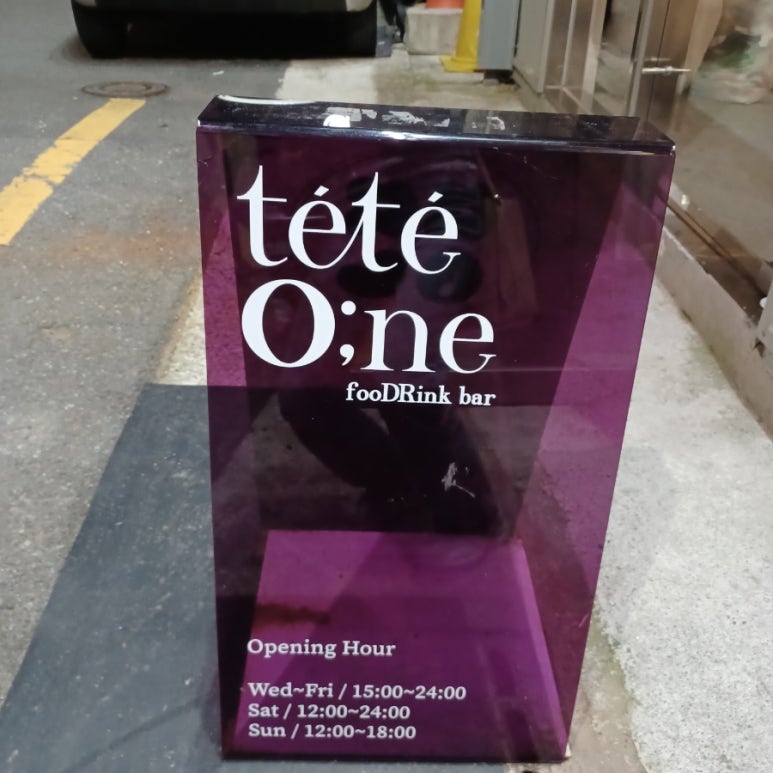 tété
O;ne
fooDRink bar
Opening Hour
Wed~Fri / 15:00~24:00
Sat / 12:00~24:00
Sun / 12:00~18:00